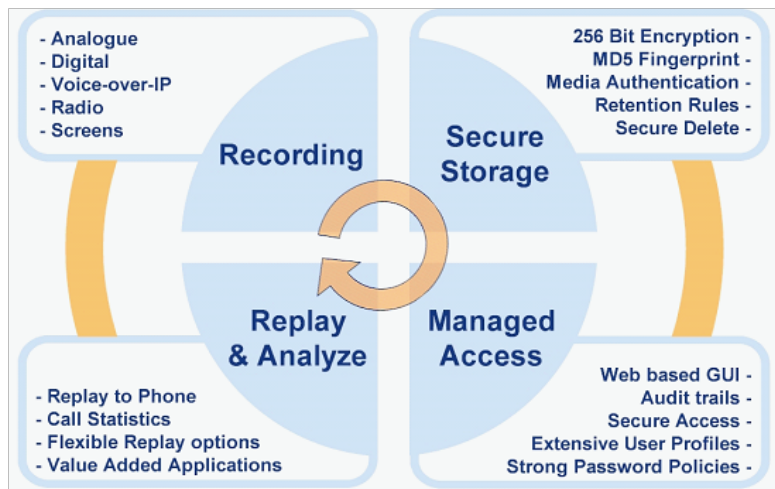 - Analogue
- Digital
- Voice-over-IP
- Radio
- Screens
256 Bit Encryption -
MD5 Fingerprint -
Media Authentication -
Retention Rules -
Secure Delete -
Recording
Secure
Storage
Replay
& Analyze
Managed
Access
- Replay to Phone
- Call Statistics
- Flexible Replay options
- Value Added Applications
Web based GUI -
Audit trails -
Secure Access -
Extensive User Profiles -
Strong Password Policies -